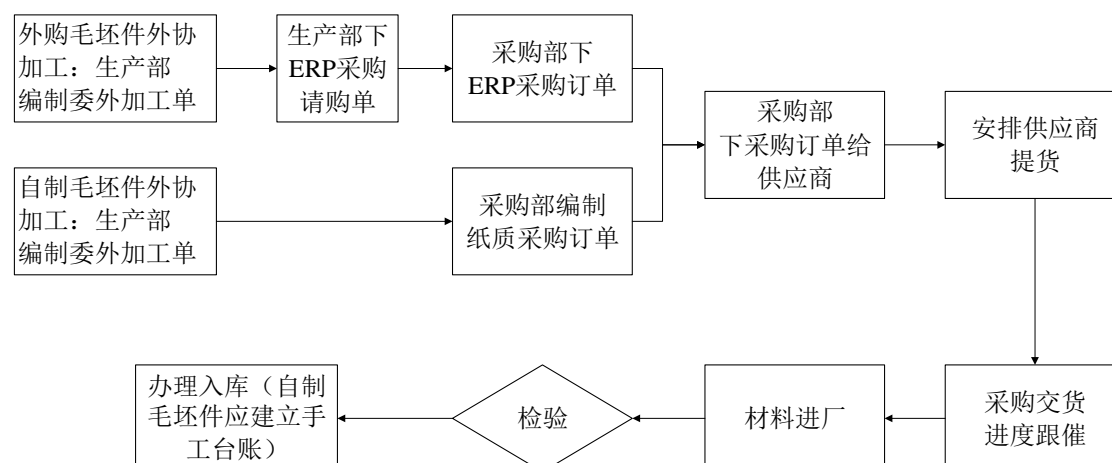 外购毛坯件外协
加工：生产部
编制委外加工单
生产部下
ERP采购
请购单
采购部下
ERP采购订单
采购部
下采购订单给
供应商
安排供应商
提货
自制毛坯件外协
加工：生产部
编制委外加工单
采购部编制
纸质采购订单
办理入库（自制
毛坯件应建立手
工台账）
检验
材料进厂
采购交货
进度跟催